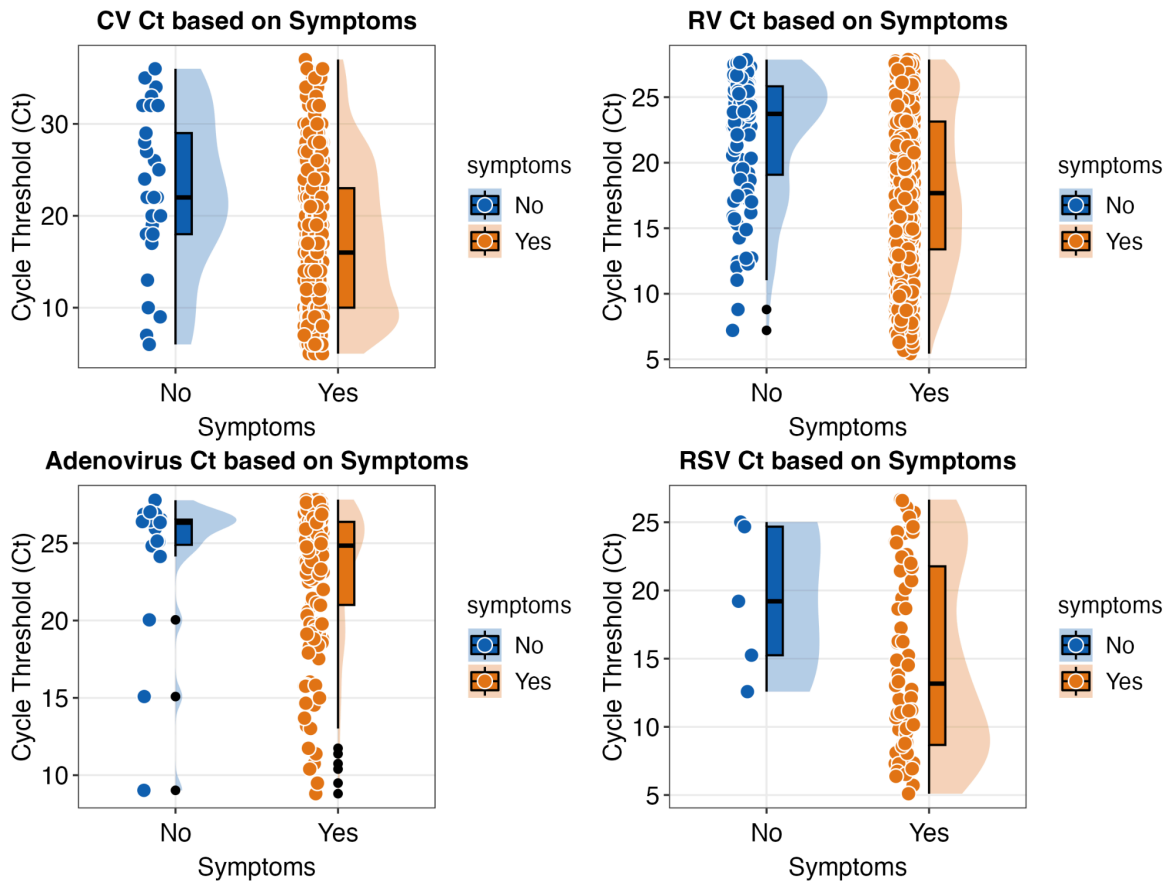 CV Ct based on Symptoms
Cycle Threshold (Ct)
30
20
10
No
Yes
Symptoms
symptoms
No
Yes
RV Ct based on Symptoms
Cycle Threshold (Ct)
25
20
15
10
5
No
Yes
Symptoms
symptoms
No
Yes
Adenovirus Ct based on Symptoms
Cycle Threshold (Ct)
25
20
15
10
No
Yes
Symptoms
symptoms
No
Yes
RSV Ct based on Symptoms
Cycle Threshold (Ct)
25
20
15
10
5
No
Yes
Symptoms
symptoms
No
Yes